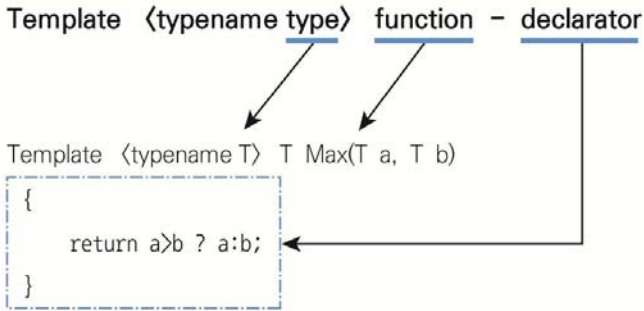 Template 〈typename type〉 function - declarator
Template 〈typename T〉 T Max(T a, T b)
{
return a>b ? a:b;
}